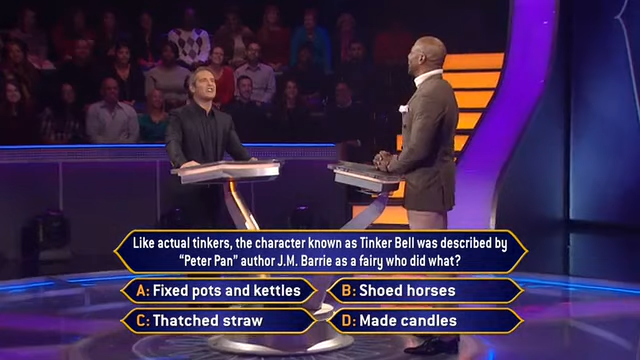 Like actual tinkers, the character known as Tinker Bell was described by
“Peter Pan” author J.M. Barrie as a fairy who did what?
A: Fixed pots and kettles
B: Shoed horses
C: Thatched straw
D: Made candles